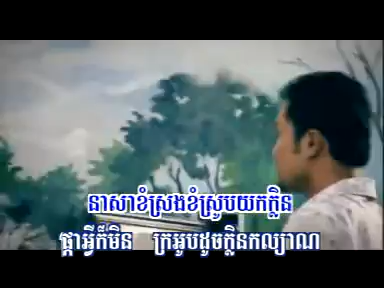 នាសាខំស្រងខំស្រូបយកក្លិន
ផ្កាអ្វីក៏មិន ក្រអូបដូចក្លិនកល្យាណ